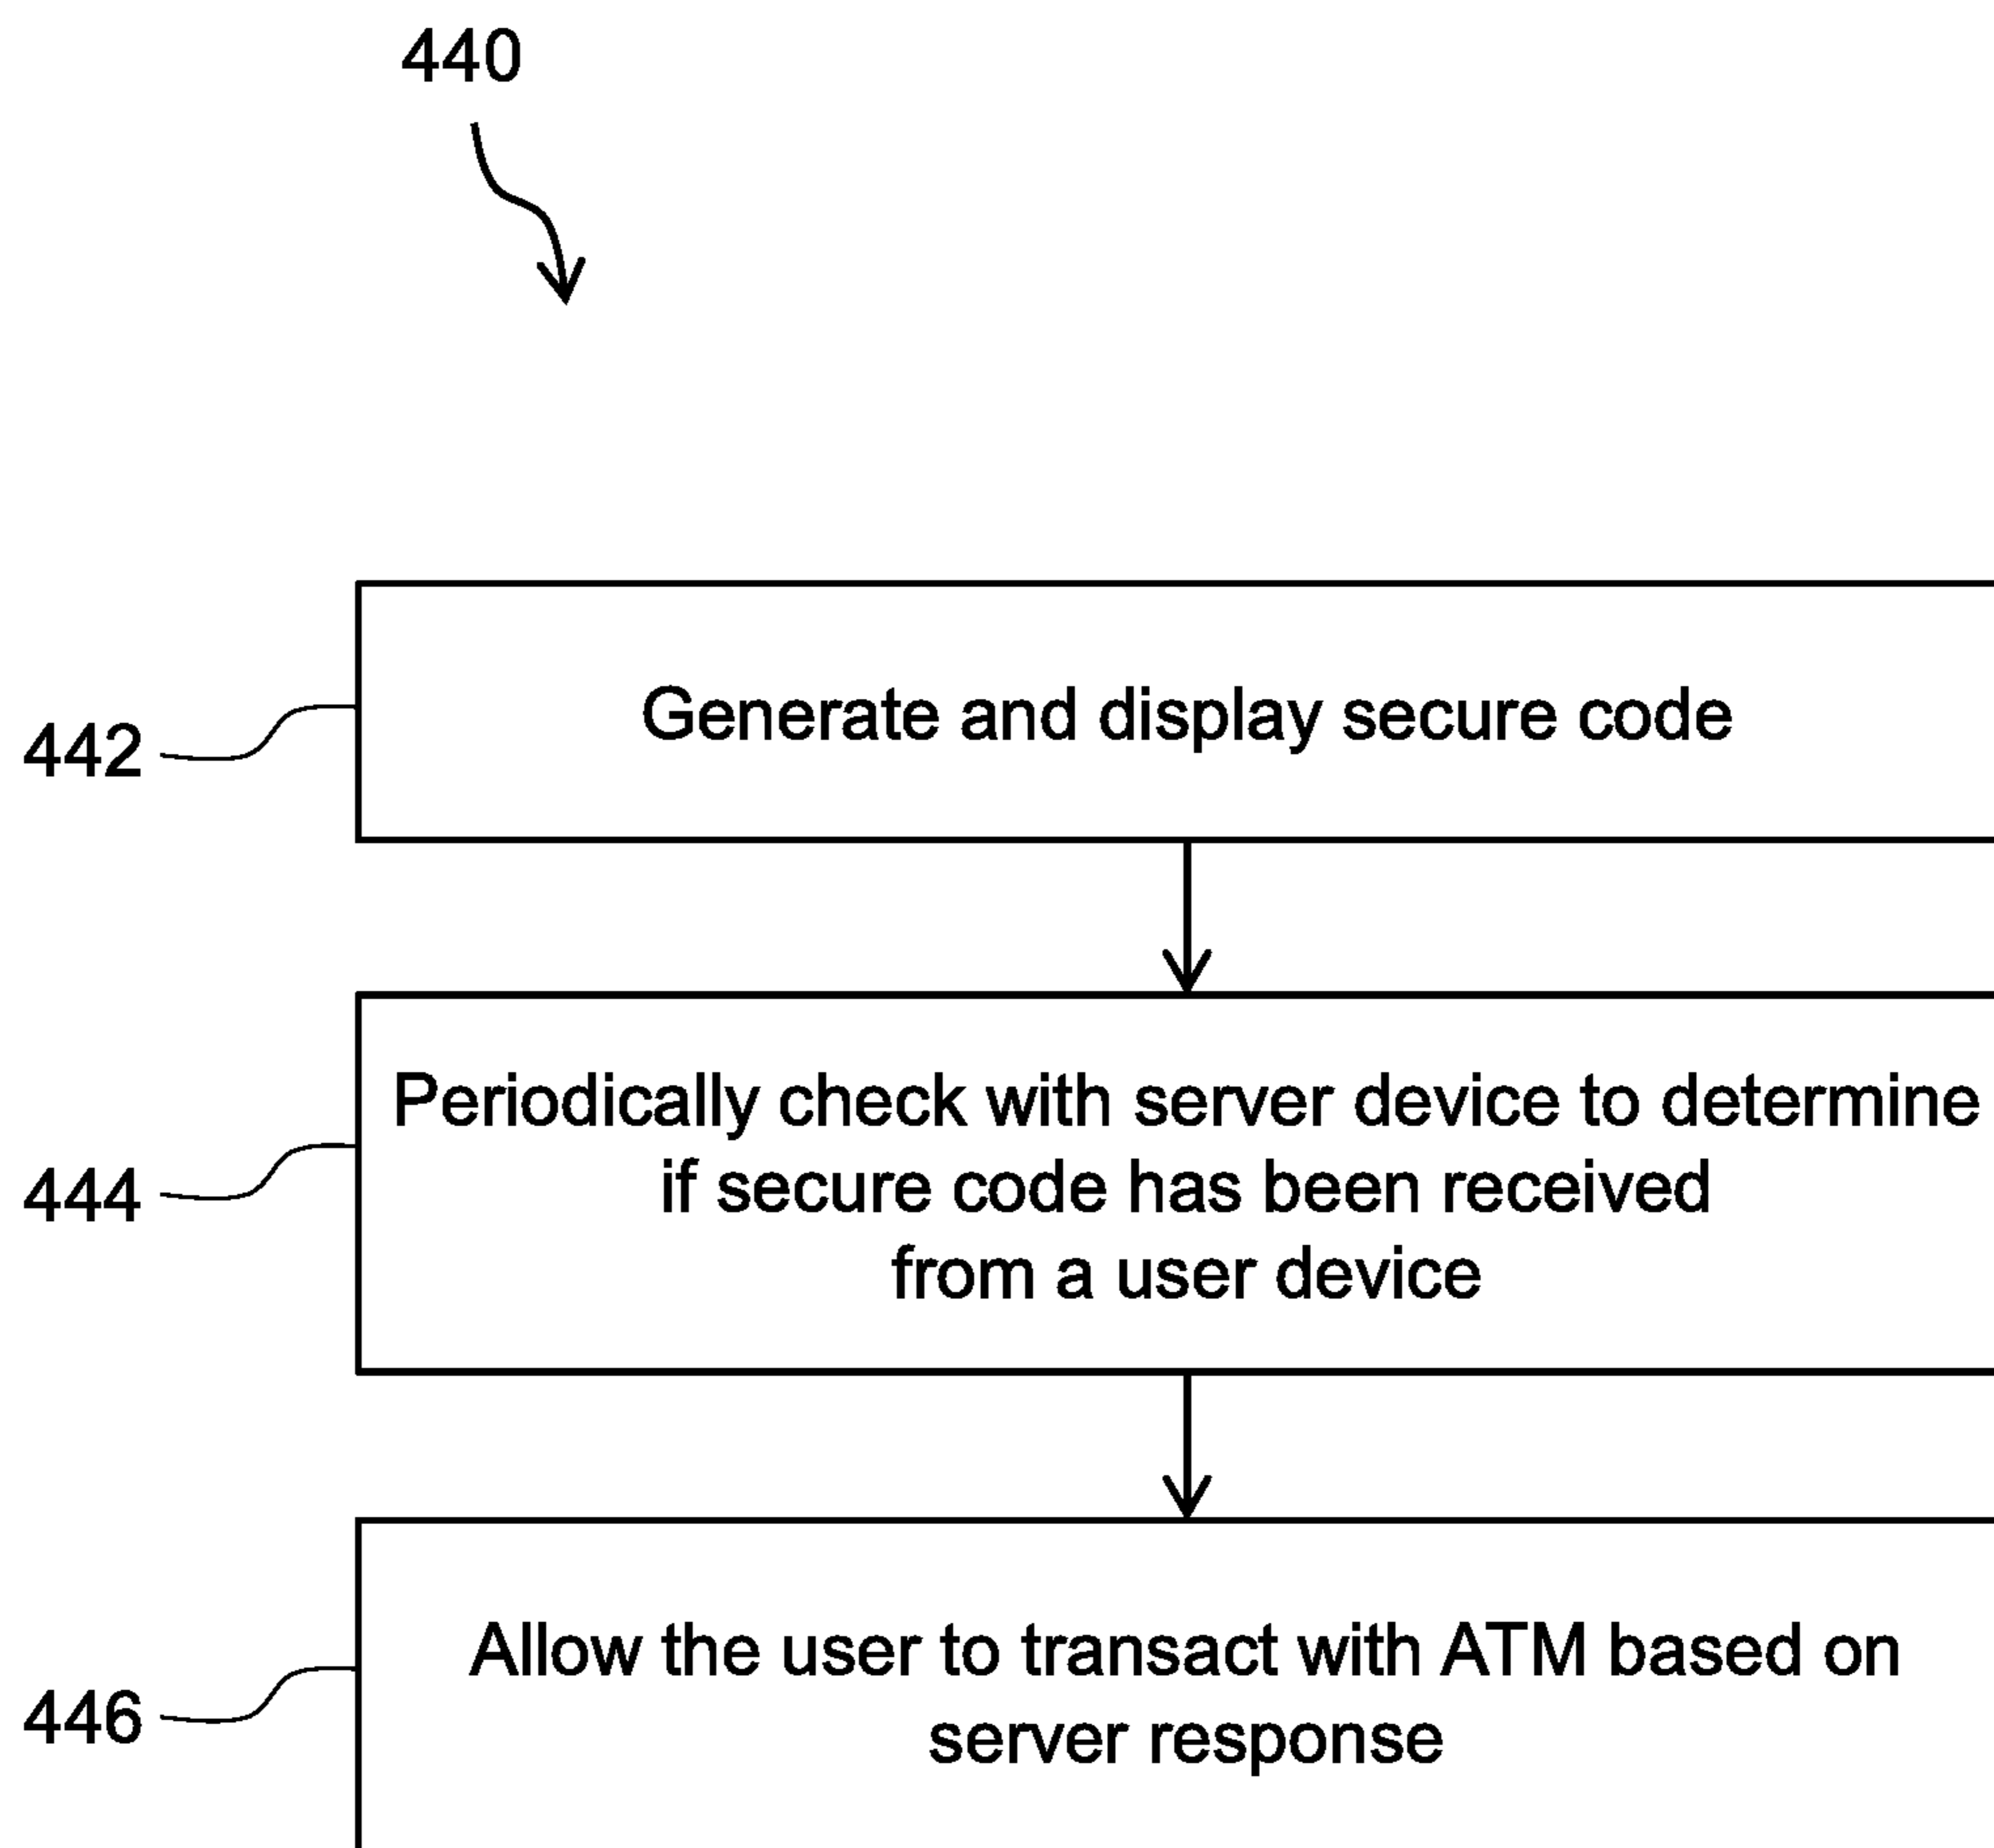 440
442
Generate and display secure code
444
Periodically check with server device to determine
if secure code has been received
from a user device
446
Allow the user to transact with ATM based on
server response